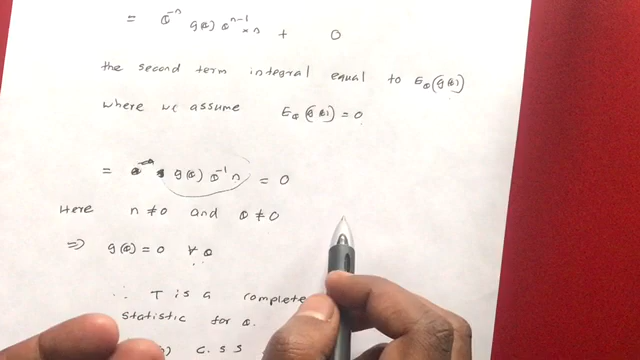 = θ⁻ⁿ g(θ) θⁿ⁻¹ × n + 0
the second term integral equal to E_θ(g(t))
where we assume E_θ(g(t)) = 0
= g(θ) θ⁻¹ n = 0
Here n ≠ 0 and θ ≠ 0
⇒ g(θ) = 0 ∀ θ
∴ T is a complete
statistic for θ.
C.S.S